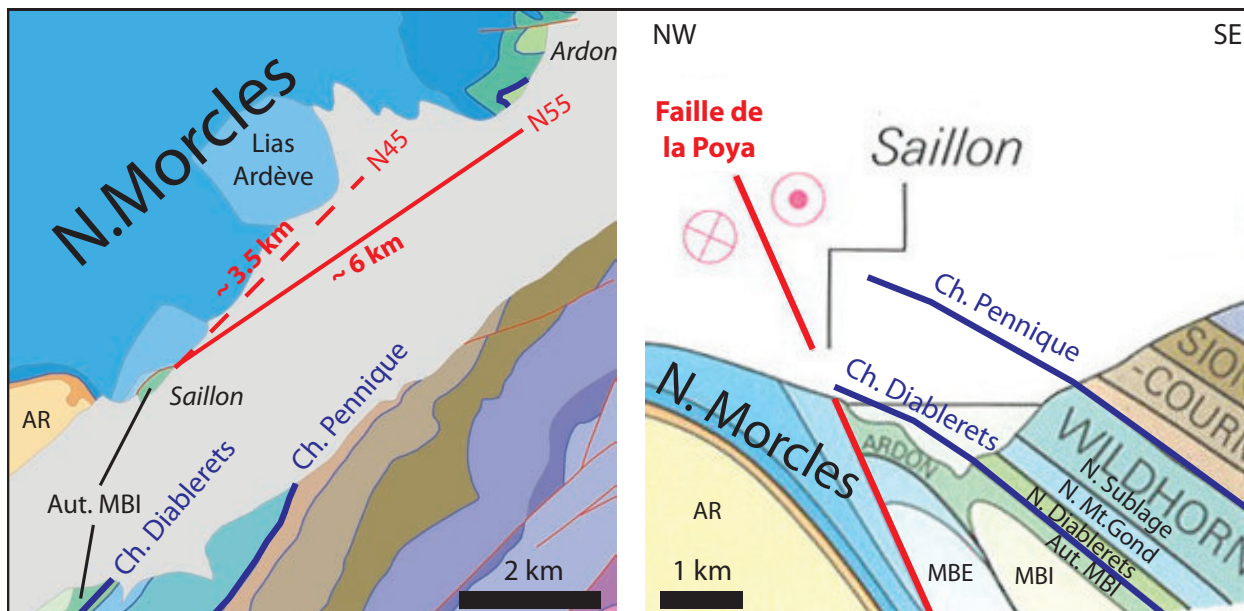 N.Morcles
Lias
Ardève
Ardon
N55
N45
~ 3.5 km
~ 6 km
AR
Saillon
Aut. MBI
Ch. Diablerets
Ch. Pennique
2 km
NW
SE
Faille de
la Poya
Saillon
Ch. Pennique
Ch. Diablerets
N. Morcles
ARDON
SION
-COURM
WILDHORN
N. Sublage
N. Mt.Gond
N. Diablerets
Aut. MBI
AR
MBE
MBI
1 km